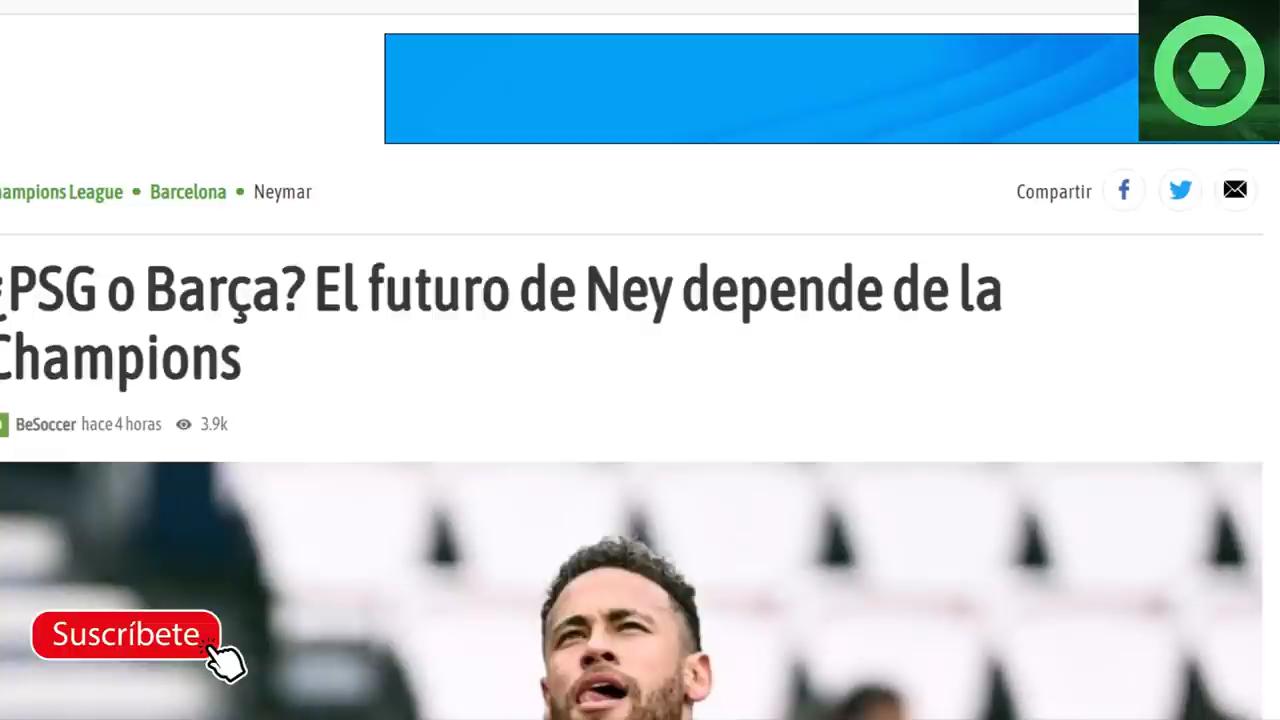 hampions League • Barcelona • Neymar
Compartir
¿PSG o Barça? El futuro de Ney depende de la
Champions
BeSoccer hace 4 horas 3.9k
Suscríbete